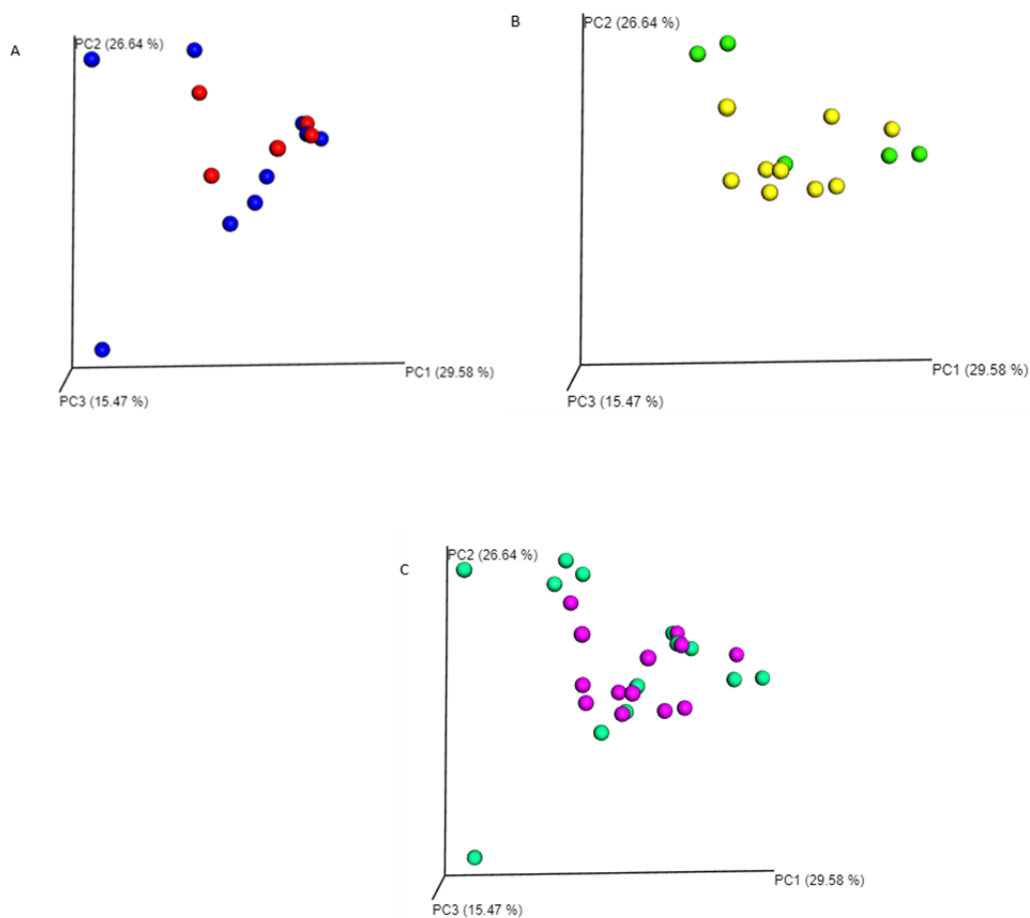 A
PC2 (26.64 %)
PC1 (29.58 %)
PC3 (15.47 %)
B
PC2 (26.64 %)
PC1 (29.58 %)
PC3 (15.47 %)
C
PC2 (26.64 %)
PC1 (29.58 %)
PC3 (15.47 %)